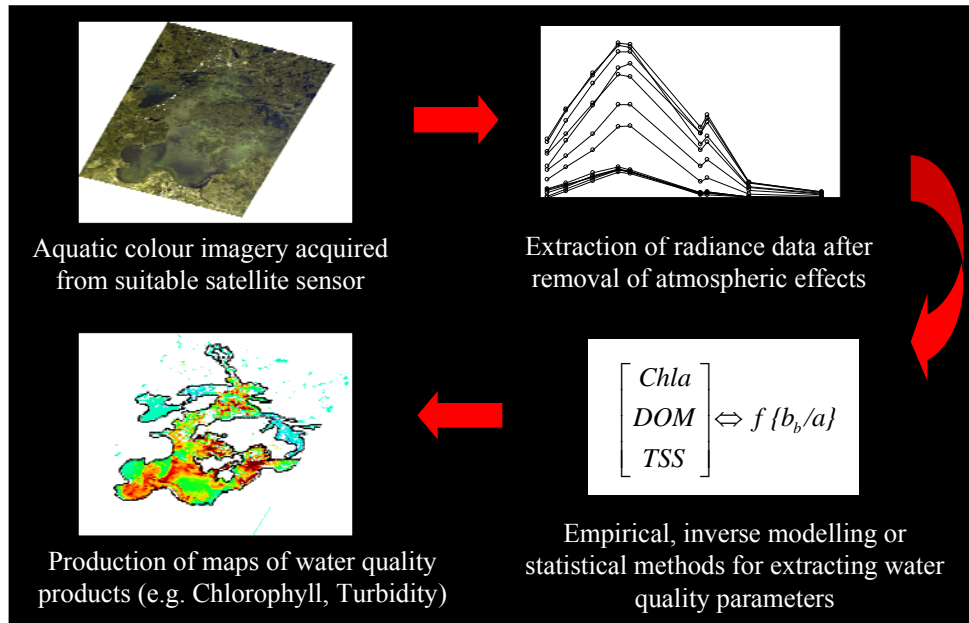 Aquatic colour imagery acquired
from suitable satellite sensor
Extraction of radiance data after
removal of atmospheric effects
Chla
DOM ⇔ f {b_b/a}
TSS
Empirical, inverse modelling or
statistical methods for extracting water
quality parameters
Production of maps of water quality
products (e.g. Chlorophyll, Turbidity)